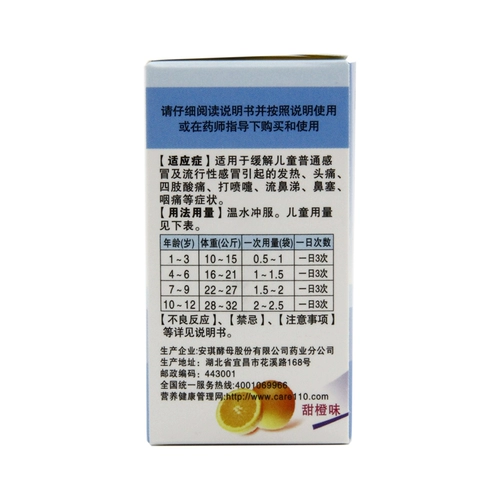 请仔细阅读说明书并按照说明使用
或在药师指导下购买和使用
【适应症】适用于缓解儿童普通感
冒及流行性感冒引起的发热、头痛、
四肢酸痛、打喷嚏、流鼻涕、鼻塞、
咽痛等症状。
【用法用量】温水冲服。儿童用量
见下表。
年龄(岁) 体重(公斤) 一次用量(袋) 一日次数
1~3 10~15 0.5~1 一日3次
4~6 16~21 1~1.5 一日3次
7~9 22~27 1.5~2 一日3次
10~12 28~32 2~2.5 一日3次
【不良反应】、【禁忌】、【注意事项】
等详见说明书。
生产企业:安琪酵母股份有限公司药业分公司
生产地址: 湖北省宜昌市花溪路168号
邮政编码: 443001
全国统一服务热线:4001069966
营养健康管理网:http://www.care110.com
甜橙味